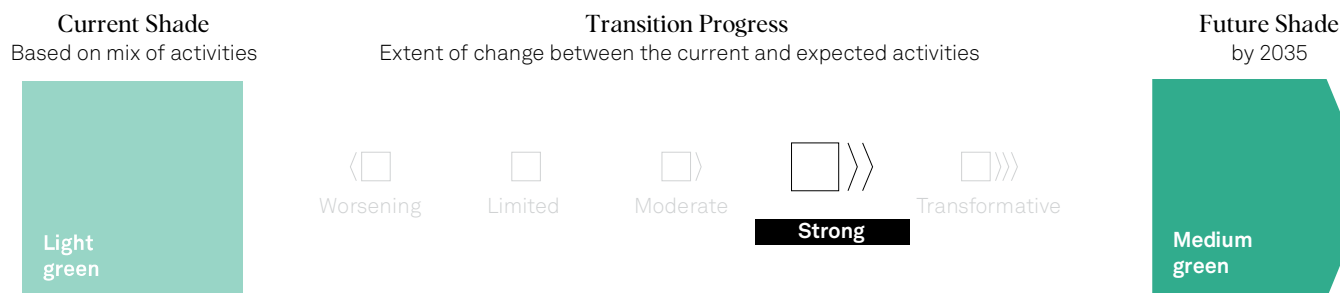 Current Shade
Based on mix of activities
Transition Progress
Extent of change between the current and expected activities
Future Shade
by 2035
Light
green
Worsening
Limited
Moderate
Strong
Transformative
Medium
green